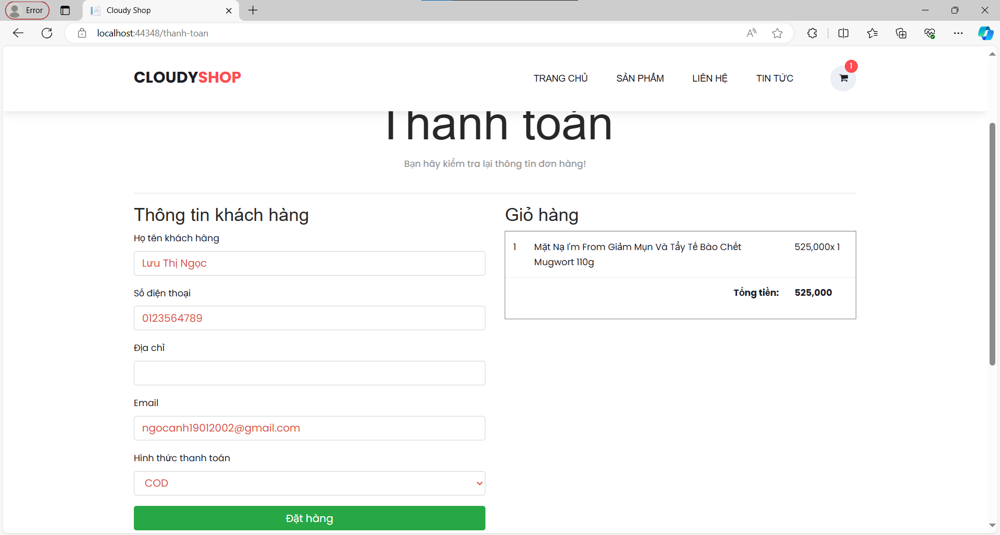 Error
Cloudy Shop
localhost:44348/thanh-toan
CLOUDYSHOP
TRANG CHỦ
SẢN PHẨM
LIÊN HỆ
TIN TỨC
1
Thanh toán
Bạn hãy kiểm tra lại thông tin đơn hàng!
Thông tin khách hàng
Họ tên khách hàng
Lưu Thị Ngọc
Số điện thoại
0123564789
Địa chỉ
Email
ngocanh19012002@gmail.com
Hình thức thanh toán
COD
Đặt hàng
Giỏ hàng
1 Mặt Nạ I'm From Giảm Mụn Và Tẩy Tế Bào Chết 525,000x 1
Mugwort 110g
Tổng tiền: 525,000